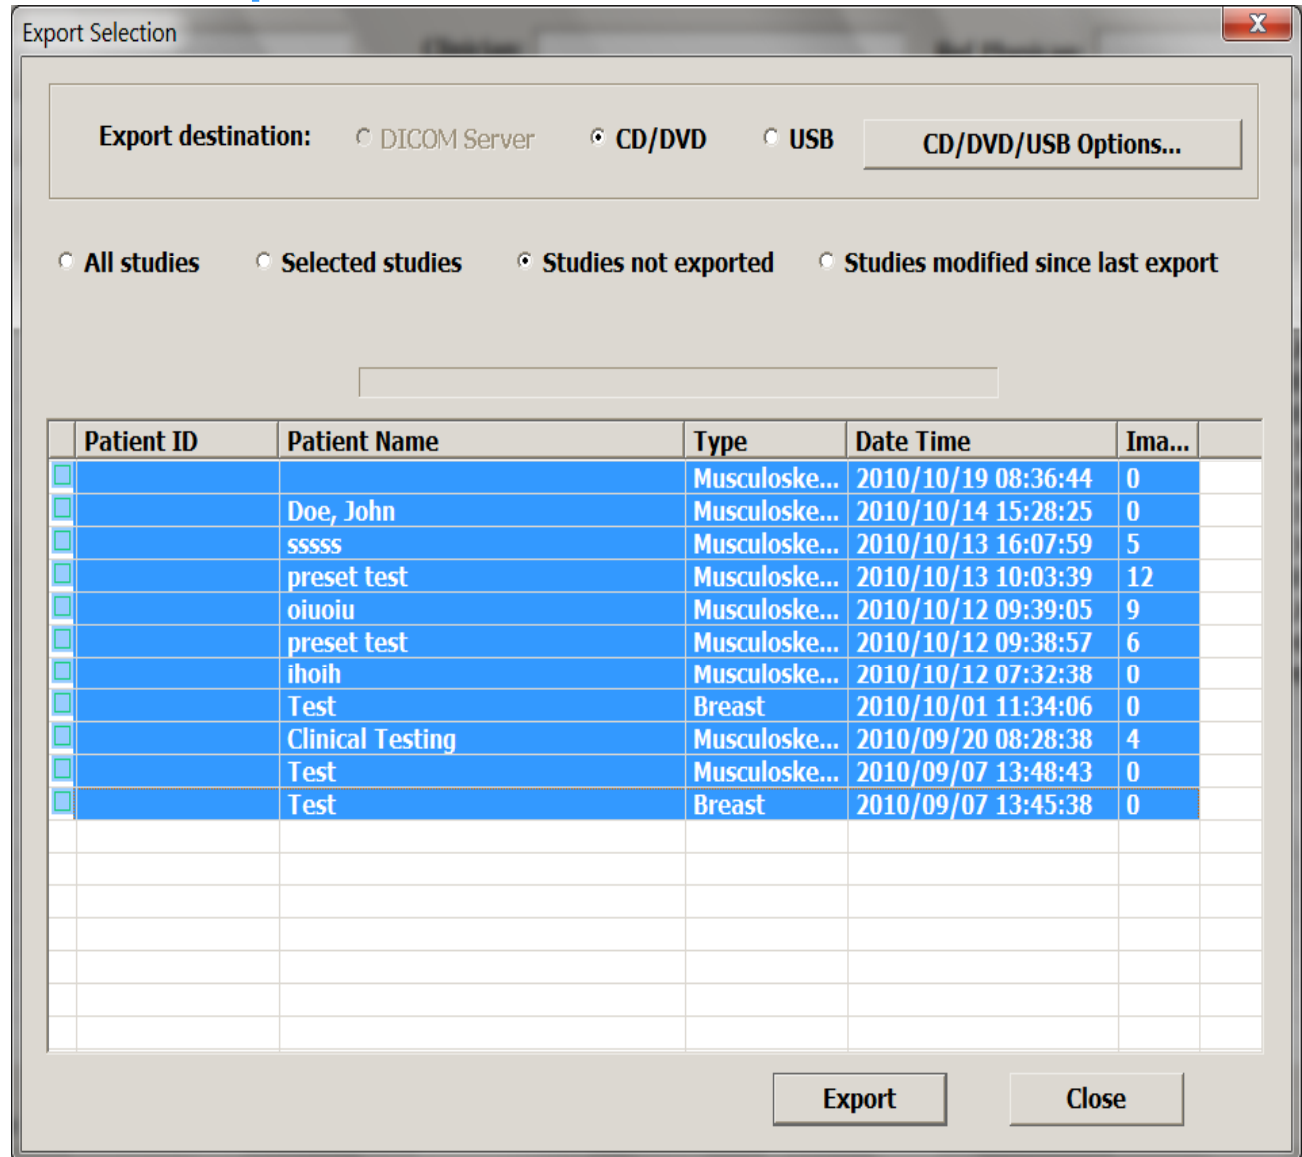 Export Selection
Export destination: DICOM Server CD/DVD USB CD/DVD/USB Options...
All studies Selected studies Studies not exported Studies modified since last export
Patient ID Patient Name Type Date Time Ima...
Musculoske... 2010/10/19 08:36:44 0
Doe, John Musculoske... 2010/10/14 15:28:25 0
sssss Musculoske... 2010/10/13 16:07:59 5
preset test Musculoske... 2010/10/13 10:03:39 12
oiuoiu Musculoske... 2010/10/12 09:39:05 9
preset test Musculoske... 2010/10/12 09:38:57 6
ihoih Musculoske... 2010/10/12 07:32:38 0
Test Breast 2010/10/01 11:34:06 0
Clinical Testing Musculoske... 2010/09/20 08:28:38 4
Test Musculoske... 2010/09/07 13:48:43 0
Test Breast 2010/09/07 13:45:38 0
Export Close